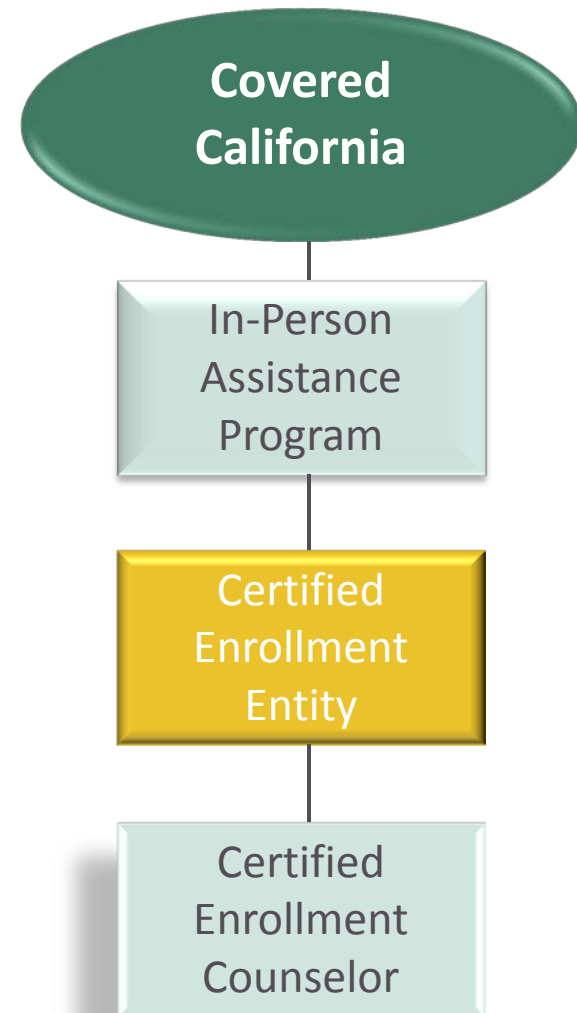 Covered
California
In-Person
Assistance
Program
Certified
Enrollment
Entity
Certified
Enrollment
Counselor